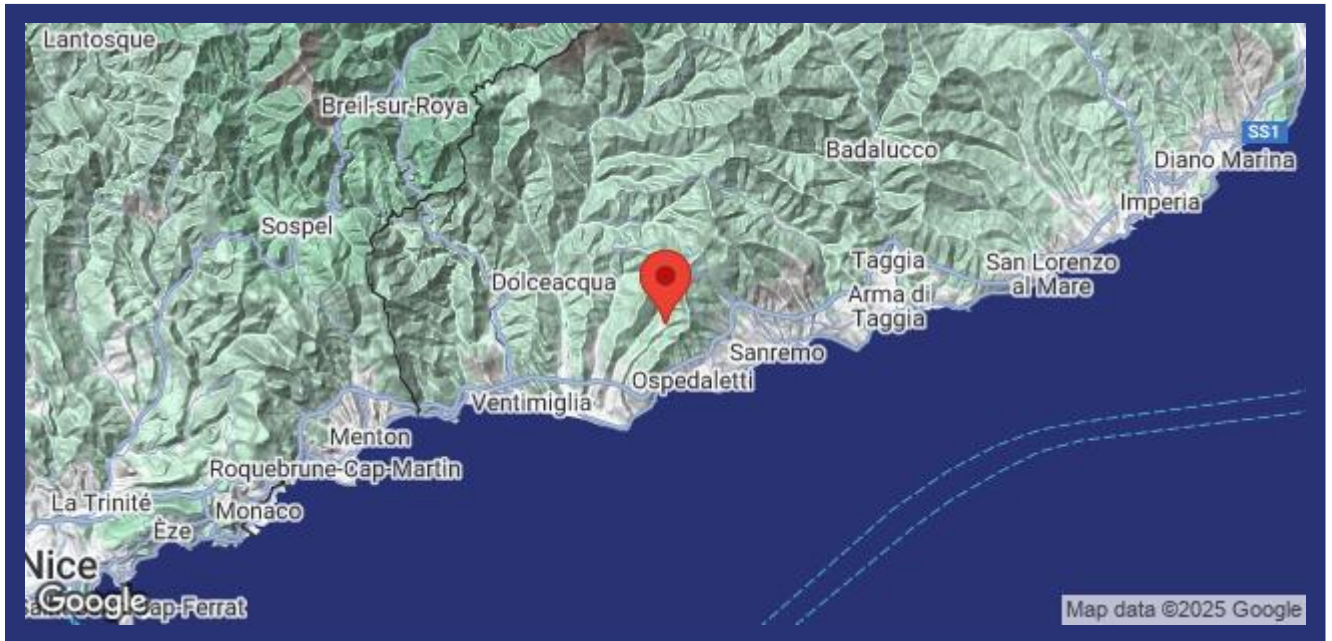 Lantosque
Breil-sur-Roya
SS1
Badalucco
Diano Marina
Imperia
Sospel
Dolceacqua
Taggia
San Lorenzo
al Mare
Arma di
Taggia
Sanremo
Ospedaletti
Ventimiglia
Menton
Roquebrune-Cap-Martin
La Trinité
Monaco
Èze
Nice
Google
ap-Ferrat
Map data ©2025 Google